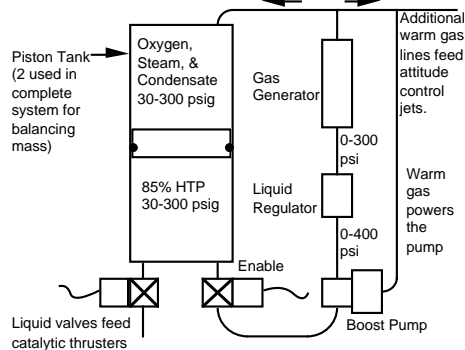 Piston Tank
(2 used in
complete
system for
balancing
mass)
Oxygen,
Steam, &
Condensate
30-300 psig
85% HTP
30-300 psig
Gas
Generator
0-300
psi
Liquid
Regulator
0-400
psi
Additional
warm gas
lines feed
attitude
control
jets.
Warm
gas
powers
the
pump
Enable
Boost Pump
Liquid valves feed
catalytic thrusters